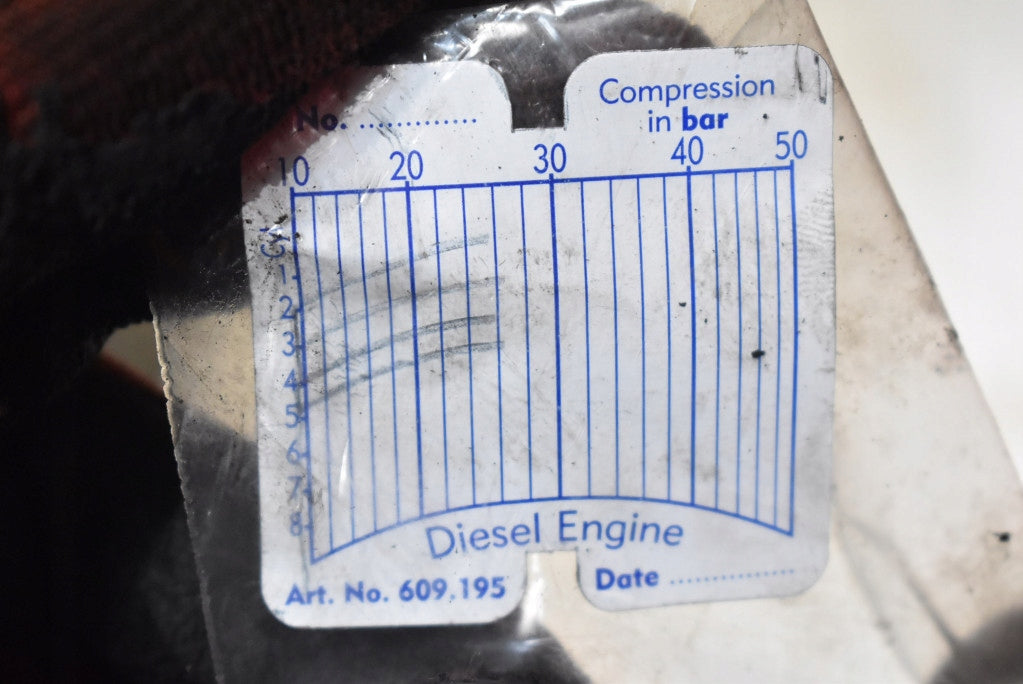 No. ..............
Compression
in bar
10 20 30 40 50
Cyl
1
2
3
4
5
6
7
8
Diesel Engine
Art. No. 609.195
Date ................